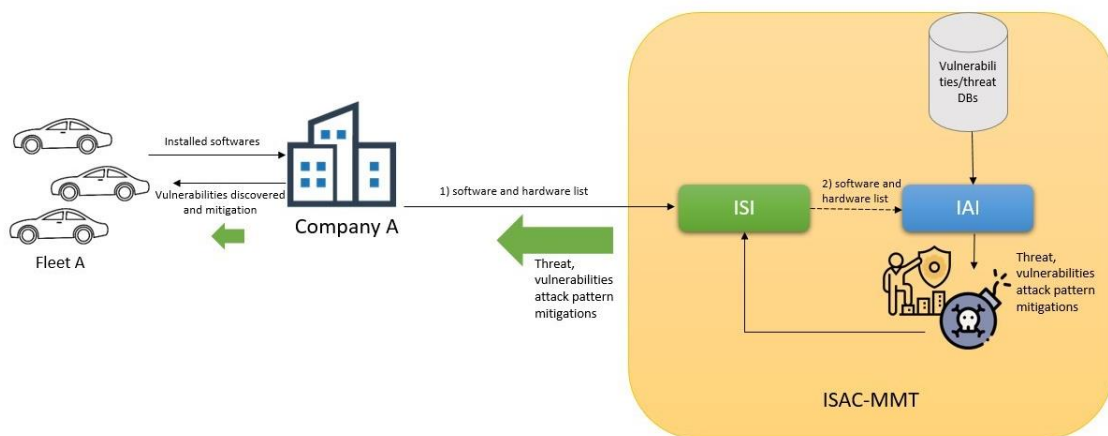 Installed softwares
Vulnerabilities discovered
and mitigation
Fleet A
Company A
1) software and hardware list
Threat,
vulnerabilities
attack pattern
mitigations
Vulnerabili
ties/threat
DBs
ISI
2) software and
hardware list
IAI
Threat,
vulnerabilities
attack pattern
mitigations
ISAC-MMT